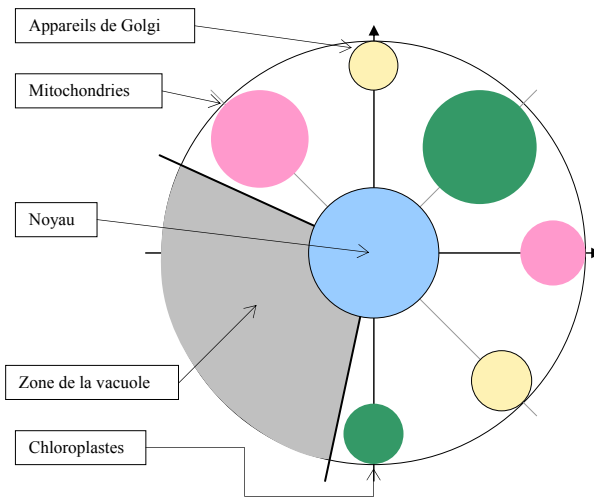 Appareils de Golgi
Mitochondries
Noyau
Zone de la vacuole
Chloroplastes